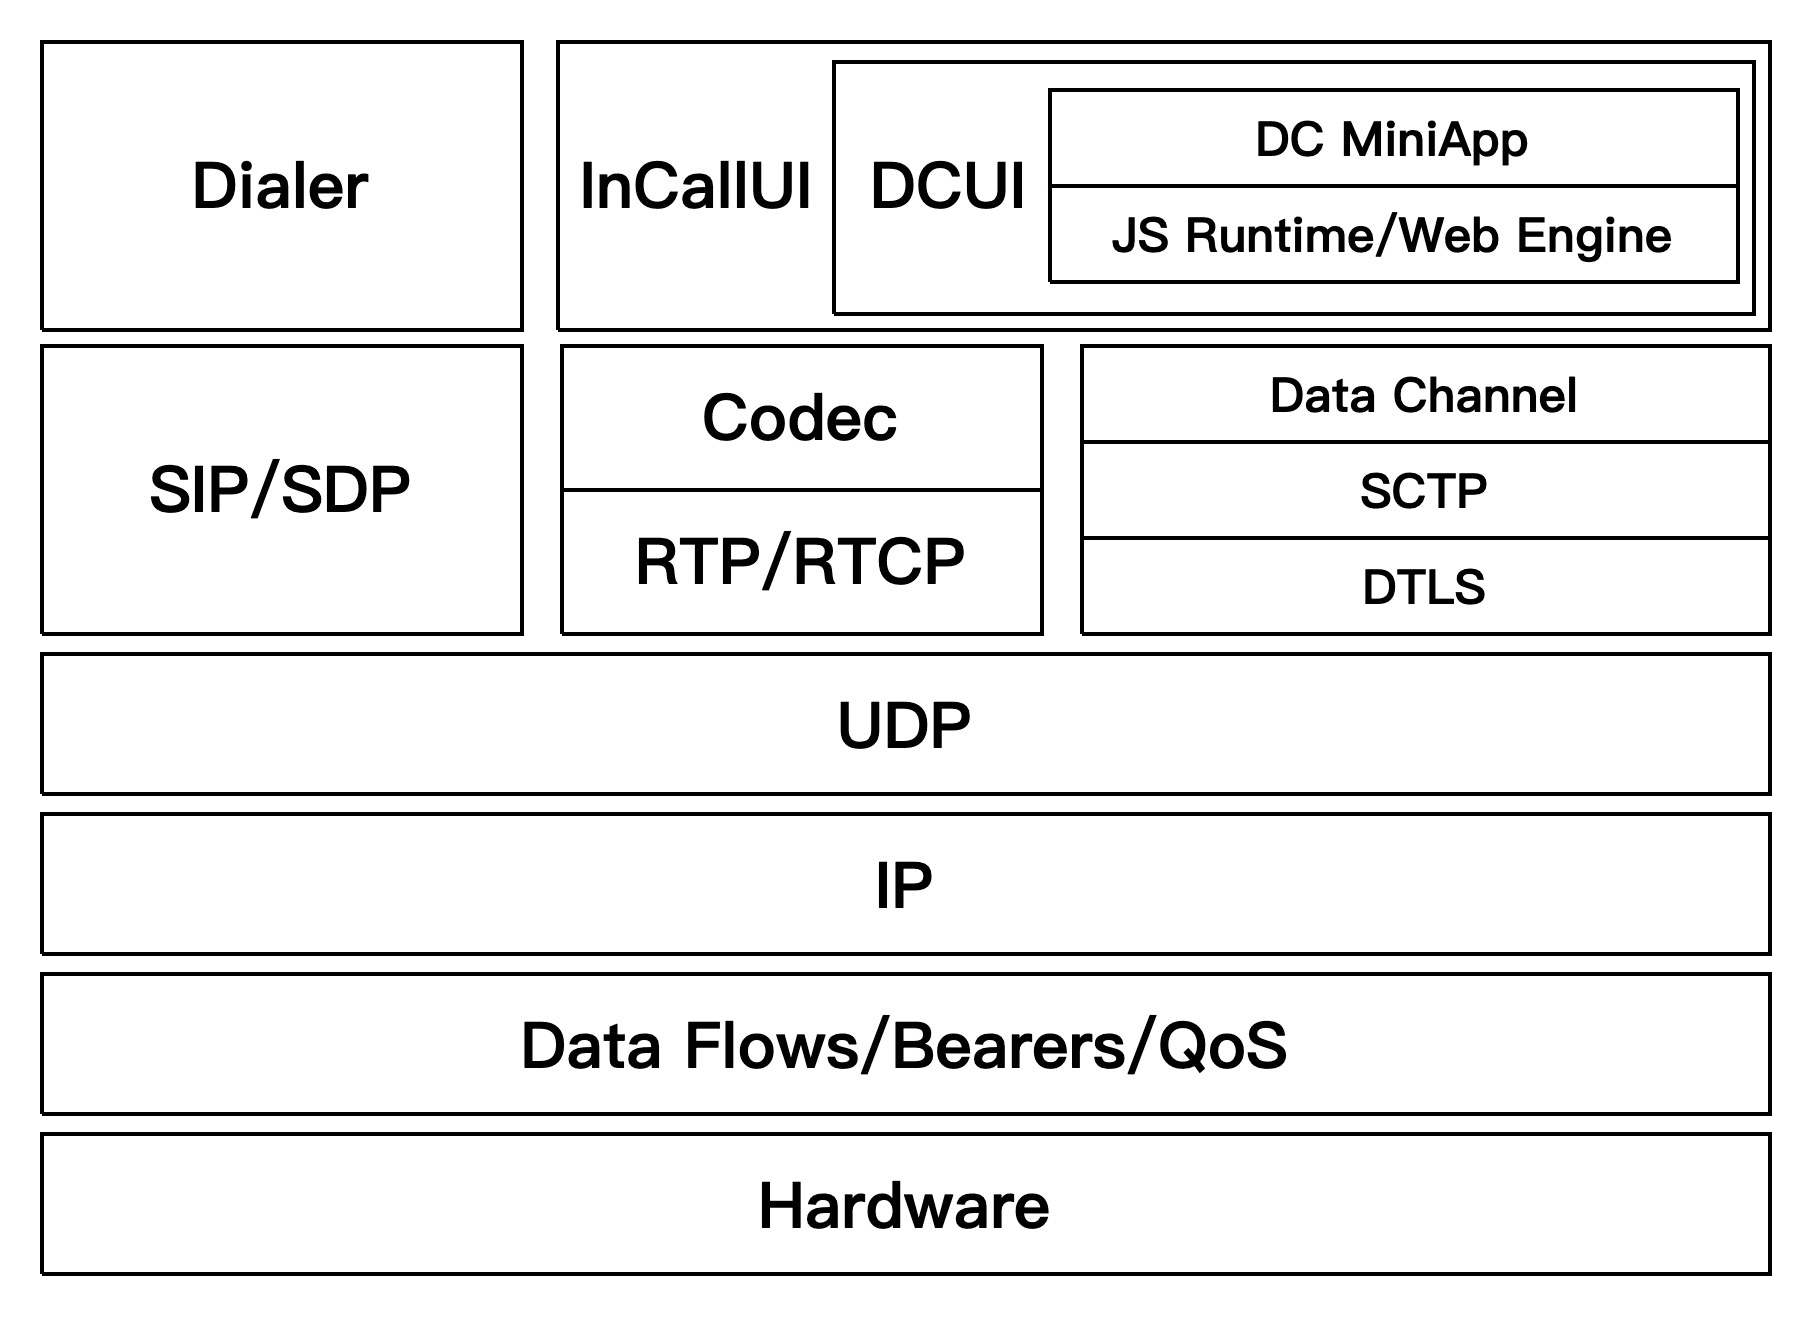 Dialer
InCallUI
DCUI
DC MiniApp
JS Runtime/Web Engine
SIP/SDP
Codec
RTP/RTCP
Data Channel
SCTP
DTLS
UDP
IP
Data Flows/Bearers/QoS
Hardware